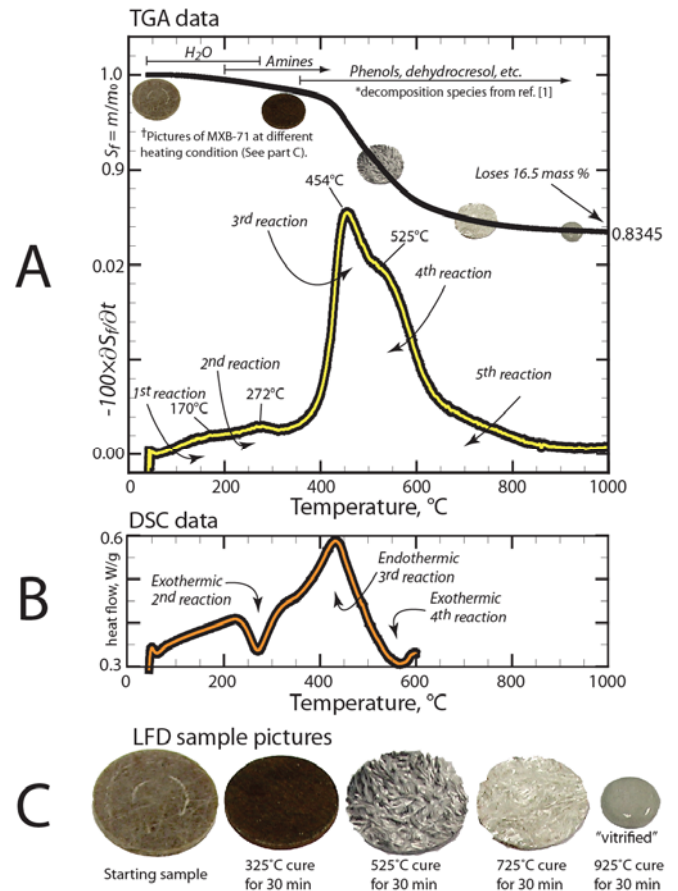 TGA data
A
H₂O
Amines
Phenols, dehydrocresol, etc.
*decomposition species from ref. [1]
†Pictures of MXB-71 at different
heating condition (See part C).
S_f = m/m₀
1.0
0.9
Loses 16.5 mass %
0.8345
454°C
3rd reaction
525°C
4th reaction
0.02
-100×∂S_f/∂t
2nd reaction
1st reaction
170°C
272°C
5th reaction
0.00
0
200
400
600
800
1000
Temperature, °C
DSC data
B
0.6
heat flow, W/g
0.3
Exothermic
2nd reaction
Endothermic
3rd reaction
Exothermic
4th reaction
0
200
400
600
800
1000
Temperature, °C
LFD sample pictures
C
Starting sample
325°C cure
for 30 min
525°C cure
for 30 min
725°C cure
for 30 min
"vitrified"
925°C cure
for 30 min